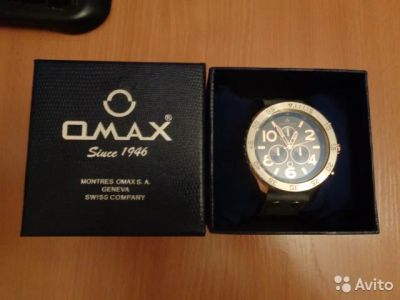 OMAX®
Since 1946
MONTRES OMAX S.A.
GENEVA
SWISS COMPANY
Avito